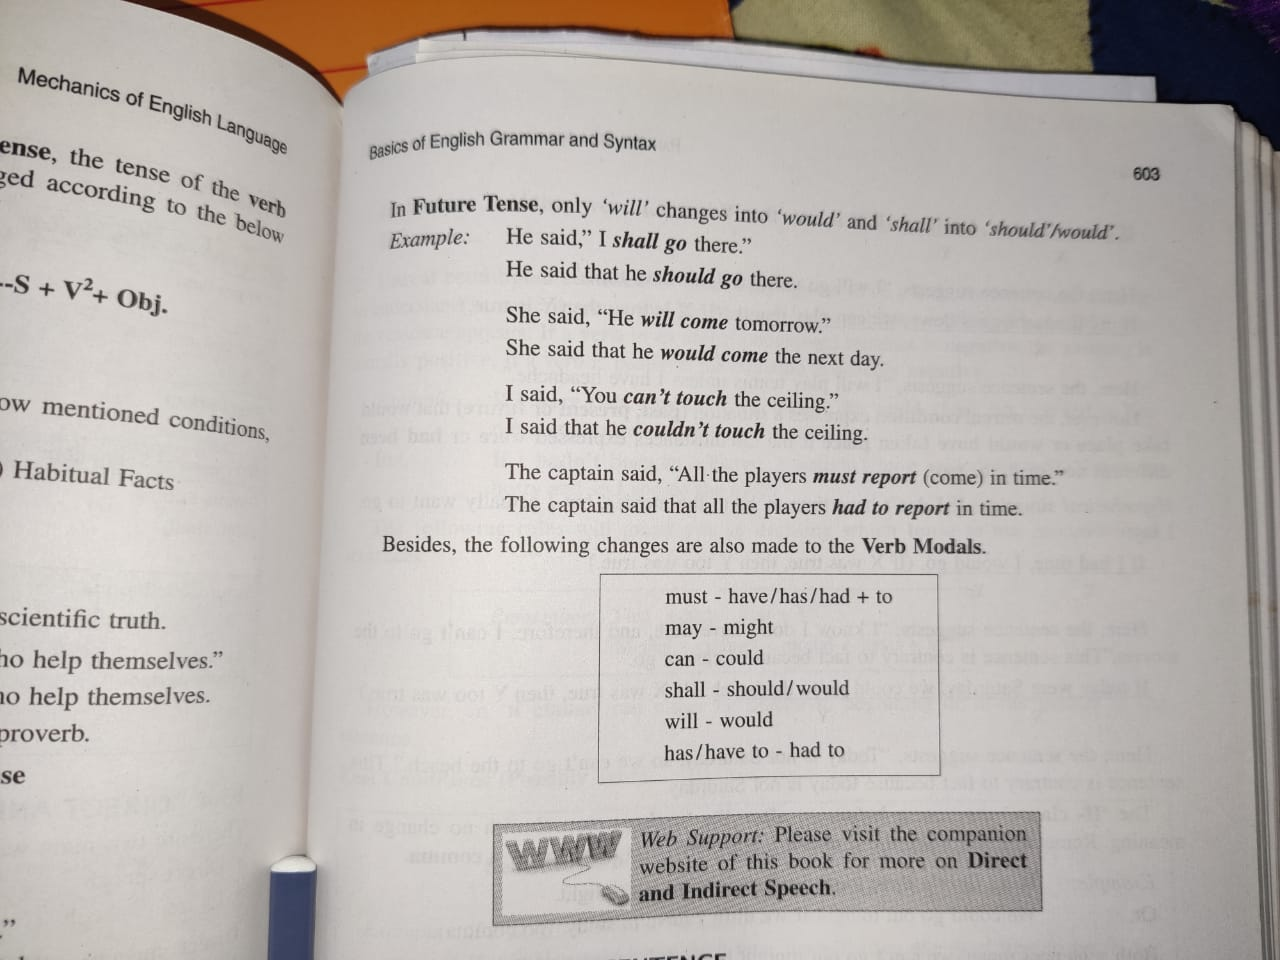 Mechanics of English Language
ense, the tense of the verb
ged according to the below
--S + V²+ Obj.
ow mentioned conditions,
) Habitual Facts
scientific truth.
ho help themselves.”
ho help themselves.
proverb.
se
”
Basics of English Grammar and Syntax
603
In Future Tense, only ‘will’ changes into ‘would’ and ‘shall’ into ‘should’/would’.
Example: He said,” I shall go there.”
He said that he should go there.
She said, “He will come tomorrow.”
She said that he would come the next day.
I said, “You can’t touch the ceiling.”
I said that he couldn’t touch the ceiling.
The captain said, “All the players must report (come) in time.”
The captain said that all the players had to report in time.
Besides, the following changes are also made to the Verb Modals.
must - have/has/had + to
may - might
can - could
shall - should/would
will - would
has/have to - had to
WWW
Web Support: Please visit the companion
website of this book for more on Direct
and Indirect Speech.